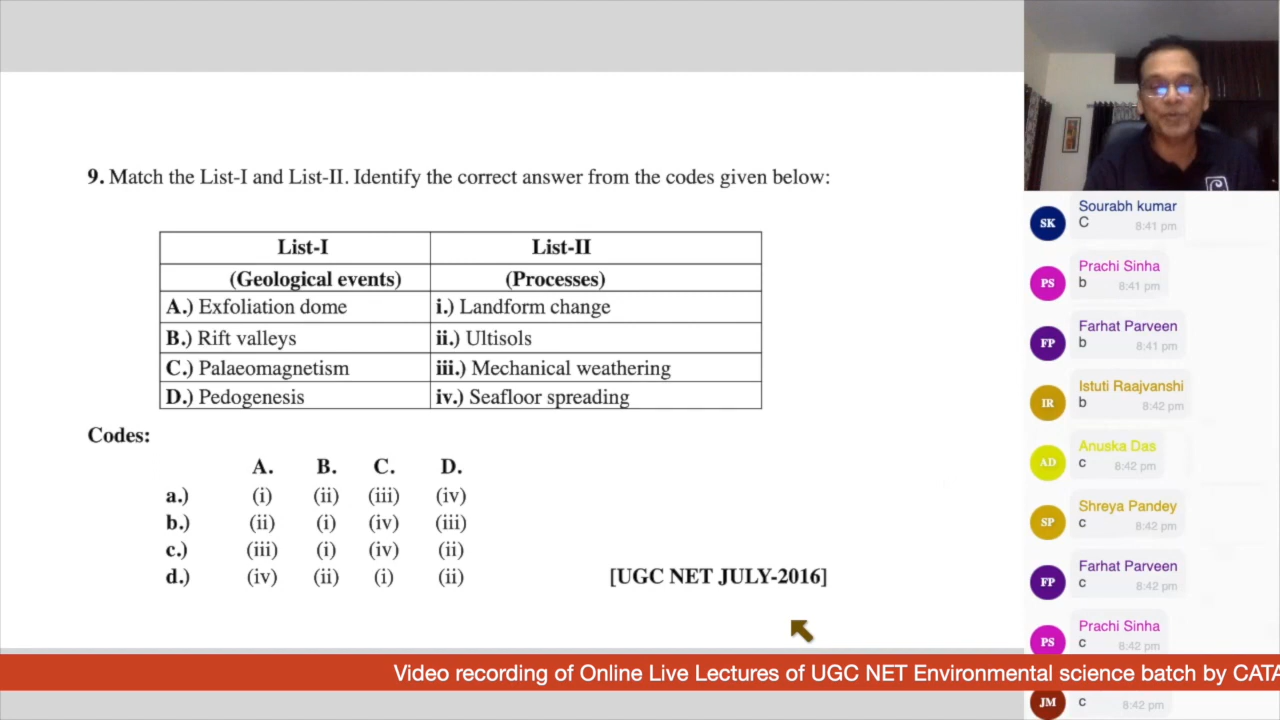 9. Match the List-I and List-II. Identify the correct answer from the codes given below:
List-I List-II
(Geological events) (Processes)
A.) Exfoliation dome i.) Landform change
B.) Rift valleys ii.) Ultisols
C.) Palaeomagnetism iii.) Mechanical weathering
D.) Pedogenesis iv.) Seafloor spreading
Codes:
A. B. C. D.
a.) (i) (ii) (iii) (iv)
b.) (ii) (i) (iv) (iii)
c.) (iii) (i) (iv) (ii)
d.) (iv) (ii) (i) (ii)
[UGC NET JULY-2016]
Sourabh kumar
SK C 8:41 pm
Prachi Sinha
PS b 8:41 pm
Farhat Parveen
FP b 8:41 pm
Istuti Raajvanshi
IR b 8:42 pm
Anuska Das
AD c 8:42 pm
Shreya Pandey
SP c 8:42 pm
Farhat Parveen
FP c 8:42 pm
Prachi Sinha
PS c 8:42 pm
Video recording of Online Live Lectures of UGC NET Environmental science batch by CATA
JM c 8:42 pm